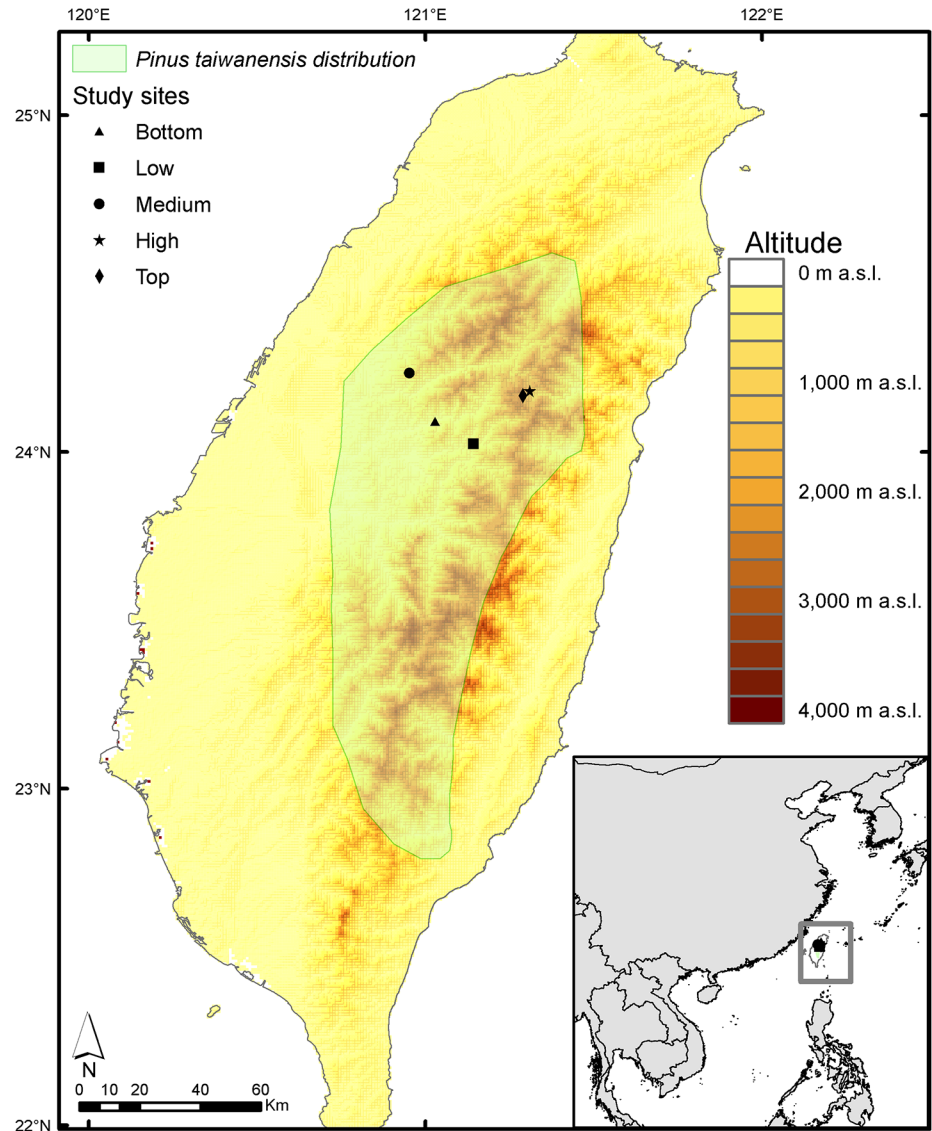 120°E 121°E 122°E
Pinus taiwanensis distribution
Study sites
25°N
Bottom
Low
Medium
High
Top
Altitude
0 m a.s.l.
1,000 m a.s.l.
2,000 m a.s.l.
3,000 m a.s.l.
4,000 m a.s.l.
24°N
23°N
N
0 10 20 40 60
Km
22°N